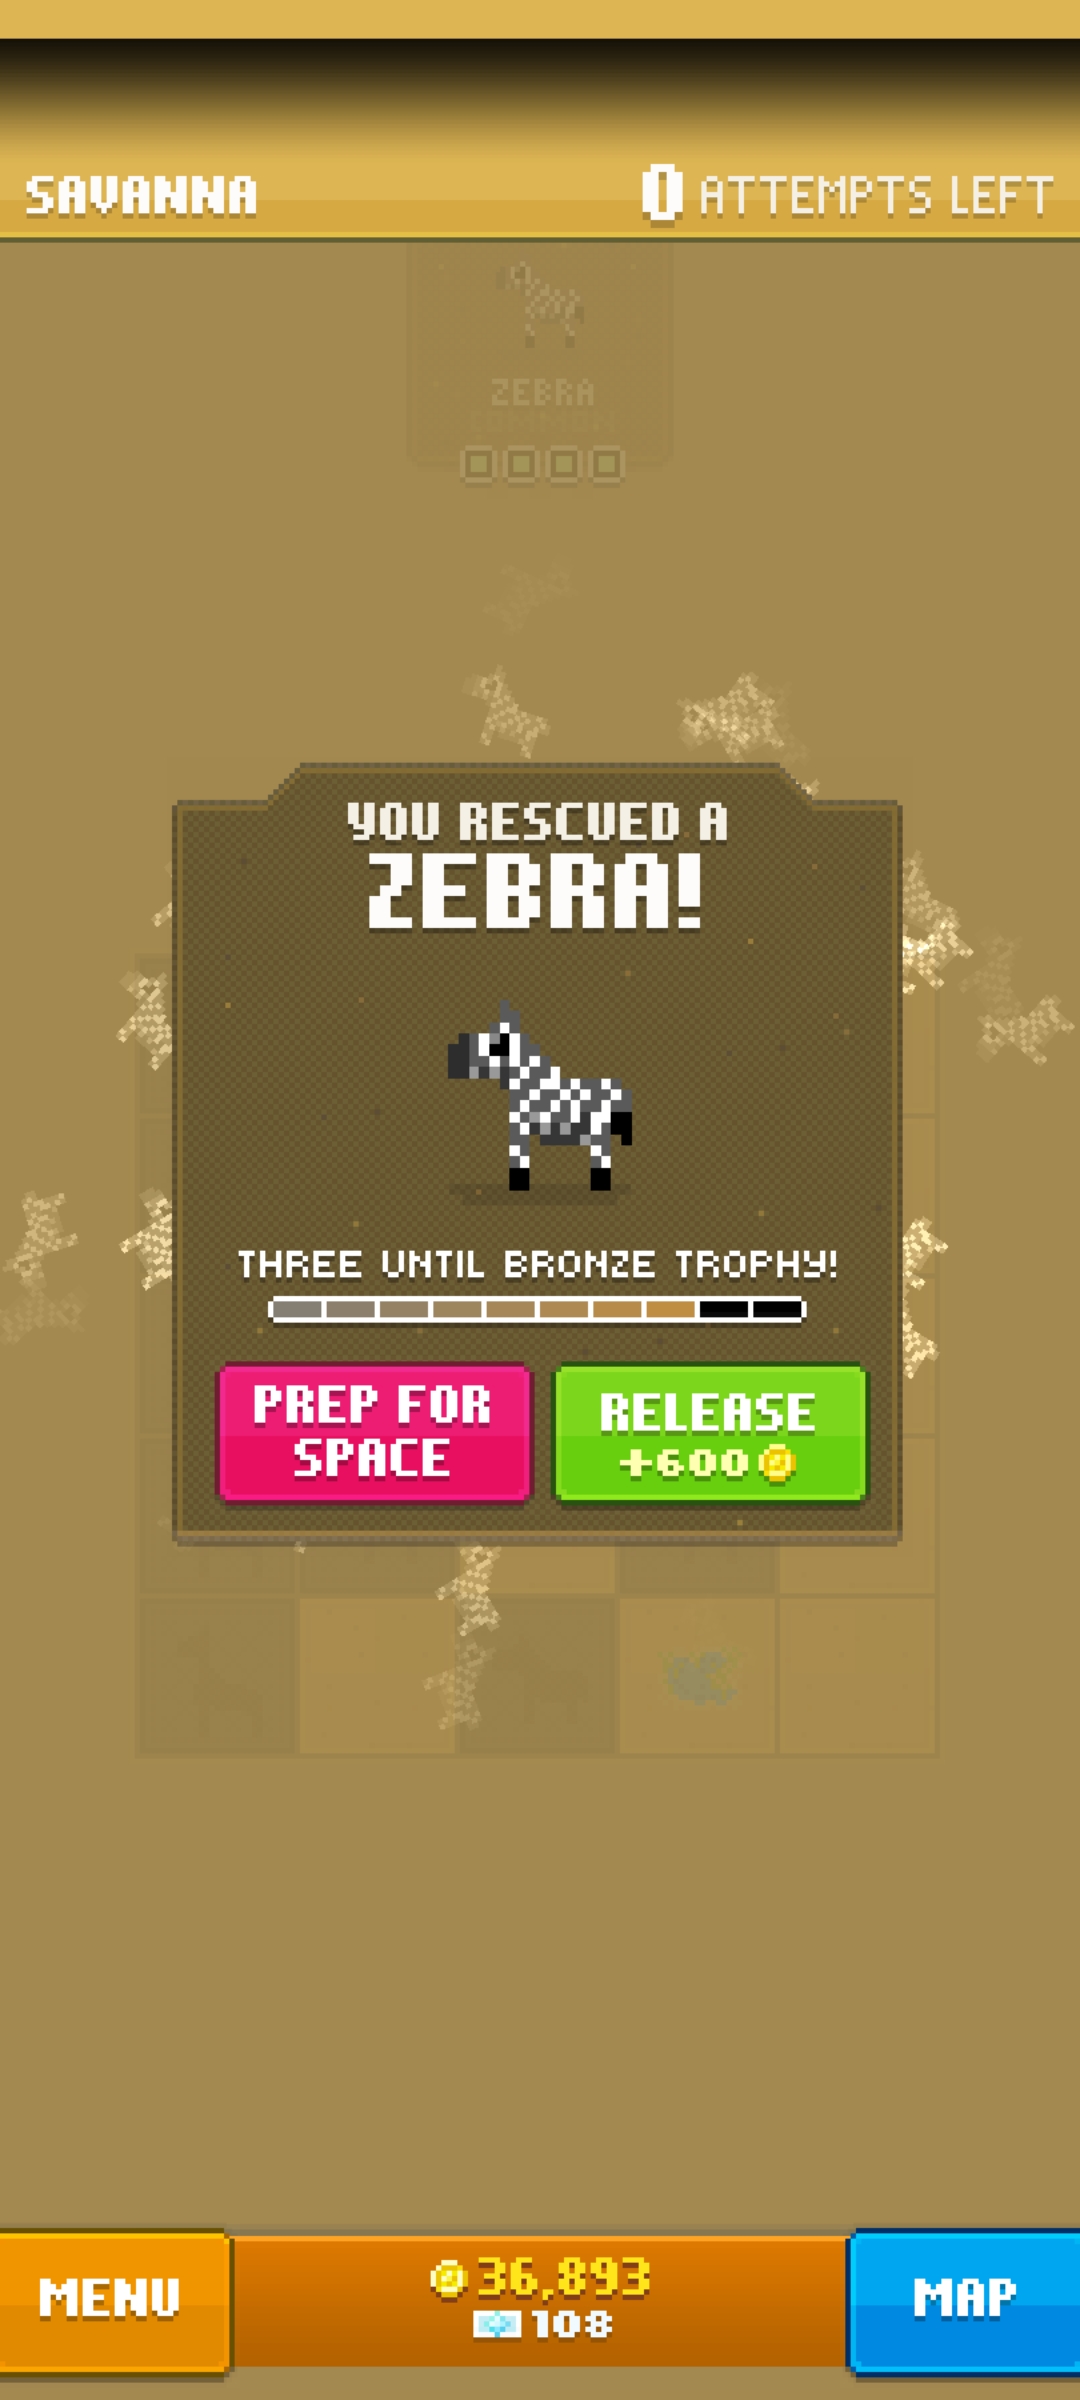 SAVANNA
0 ATTEMPTS LEFT
ZEBRA
COMMON
YOU RESCUED A
ZEBRA!
THREE UNTIL BRONZE TROPHY!
PREP FOR
SPACE
RELEASE
+600
MENU
36,893
108
MAP